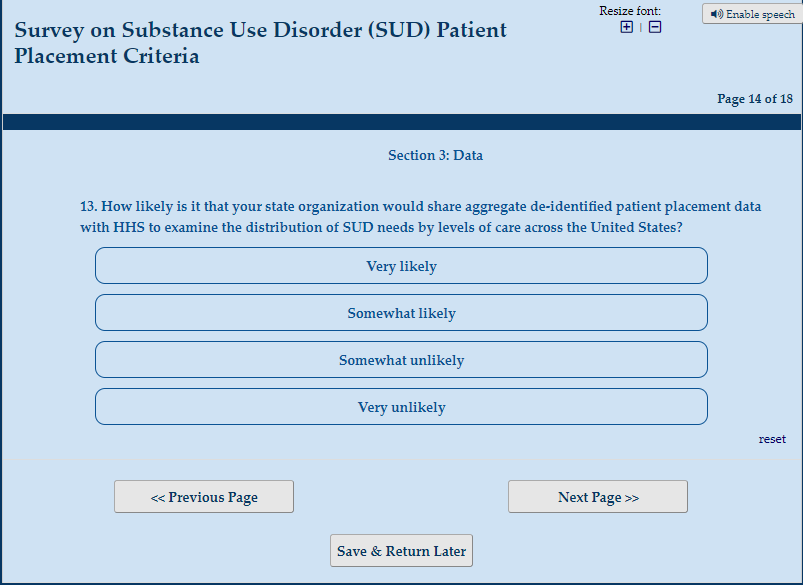 Survey on Substance Use Disorder (SUD) Patient
Placement Criteria
Resize font:
|
Enable speech
Page 14 of 18
Section 3: Data
13. How likely is it that your state organization would share aggregate de-identified patient placement data
with HHS to examine the distribution of SUD needs by levels of care across the United States?
Very likely
Somewhat likely
Somewhat unlikely
Very unlikely
reset
<< Previous Page
Next Page >>
Save & Return Later